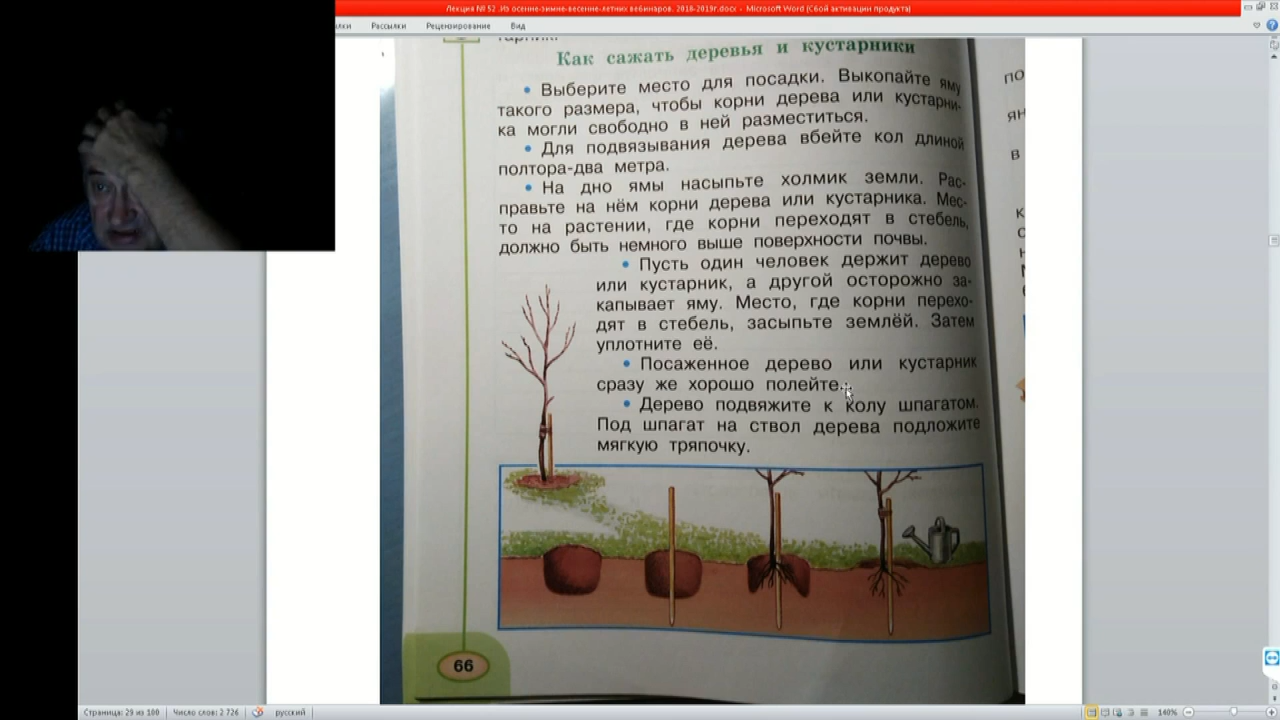 Лекция № 52 .Из осенне-зимне-весенне-летних вебинаров. 2018-2019г.docx - Microsoft Word (Сбой активации продукта)
Рассылки Рецензирование Вид
Как сажать деревья и кустарники
• Выберите место для посадки. Выкопайте яму
такого размера, чтобы корни дерева или кустарни-
ка могли свободно в ней разместиться.
• Для подвязывания дерева вбейте кол длиной
полтора-два метра.
• На дно ямы насыпьте холмик земли. Рас-
правьте на нём корни дерева или кустарника. Мес-
то на растении, где корни переходят в стебель,
должно быть немного выше поверхности почвы.
• Пусть один человек держит дерево
или кустарник, а другой осторожно за-
капывает яму. Место, где корни перехо-
дят в стебель, засыпьте землёй. Затем
уплотните её.
• Посаженное дерево или кустарник
сразу же хорошо полейте.
• Дерево подвяжите к колу шпагатом.
Под шпагат на ствол дерева подложите
мягкую тряпочку.
66
Страница: 29 из 100 Число слов: 2 726 русский 140%